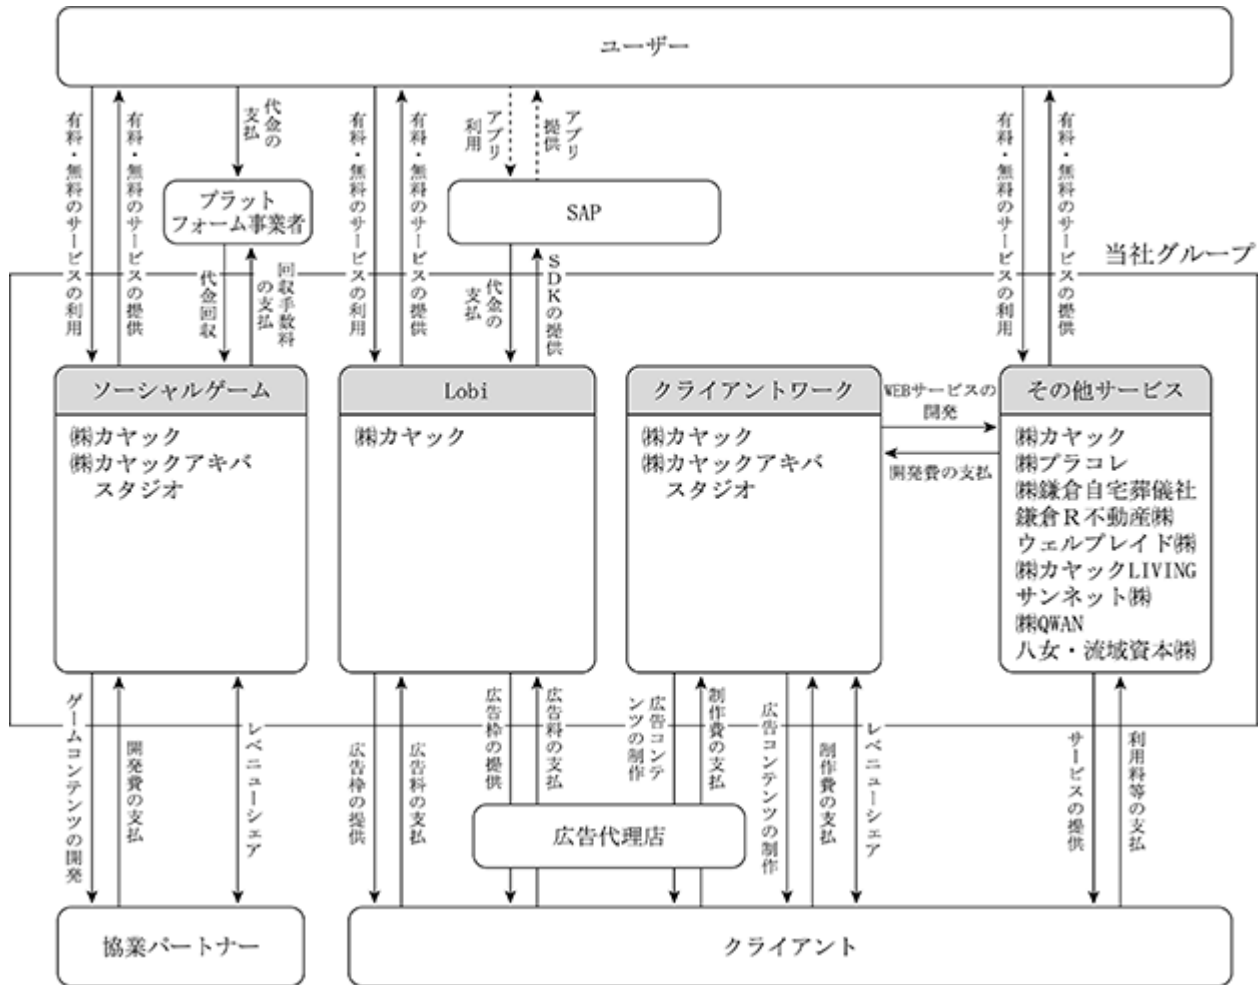 ユーザー
有料・無料のサービスの利用
有料・無料のサービスの提供
代金の
支払
有料・無料のサービスの利用
有料・無料のサービスの提供
アプリ
利用
アプリ
提供
有料・無料のサービスの利用
有料・無料のサービスの提供
プラット
フォーム事業者
SAP
当社グループ
代金回収
回収手数料
の支払
代金の
支払
SDKの提供
ソーシャルゲーム
㈱カヤック
㈱カヤックアキバ
スタジオ
Lobi
㈱カヤック
クライアントワーク
㈱カヤック
㈱カヤックアキバ
スタジオ
WEBサービスの
開発
開発費の支払
その他サービス
㈱カヤック
㈱プラコレ
㈱鎌倉自宅葬儀社
鎌倉R不動産㈱
ウェルプレイド㈱
㈱カヤックLIVING
サンネット㈱
㈱QWAN
八女・流域資本㈱
ゲームコンテンツの開発
開発費の支払
レベニューシェア
広告枠の提供
広告料の支払
広告枠の提供
広告料の支払
広告コンテ
ンツの制作
制作費の支払
広告コンテンツの制作
制作費の支払
レベニューシェア
サービスの提供
利用料等の支払
広告代理店
協業パートナー
クライアント